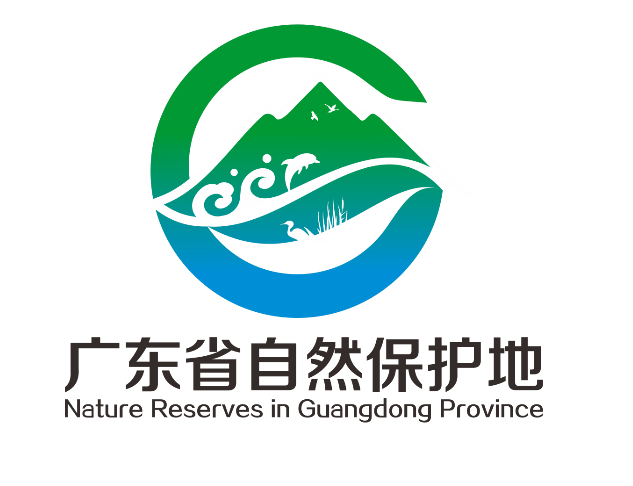 广东省自然保护地
Nature Reserves in Guangdong Province